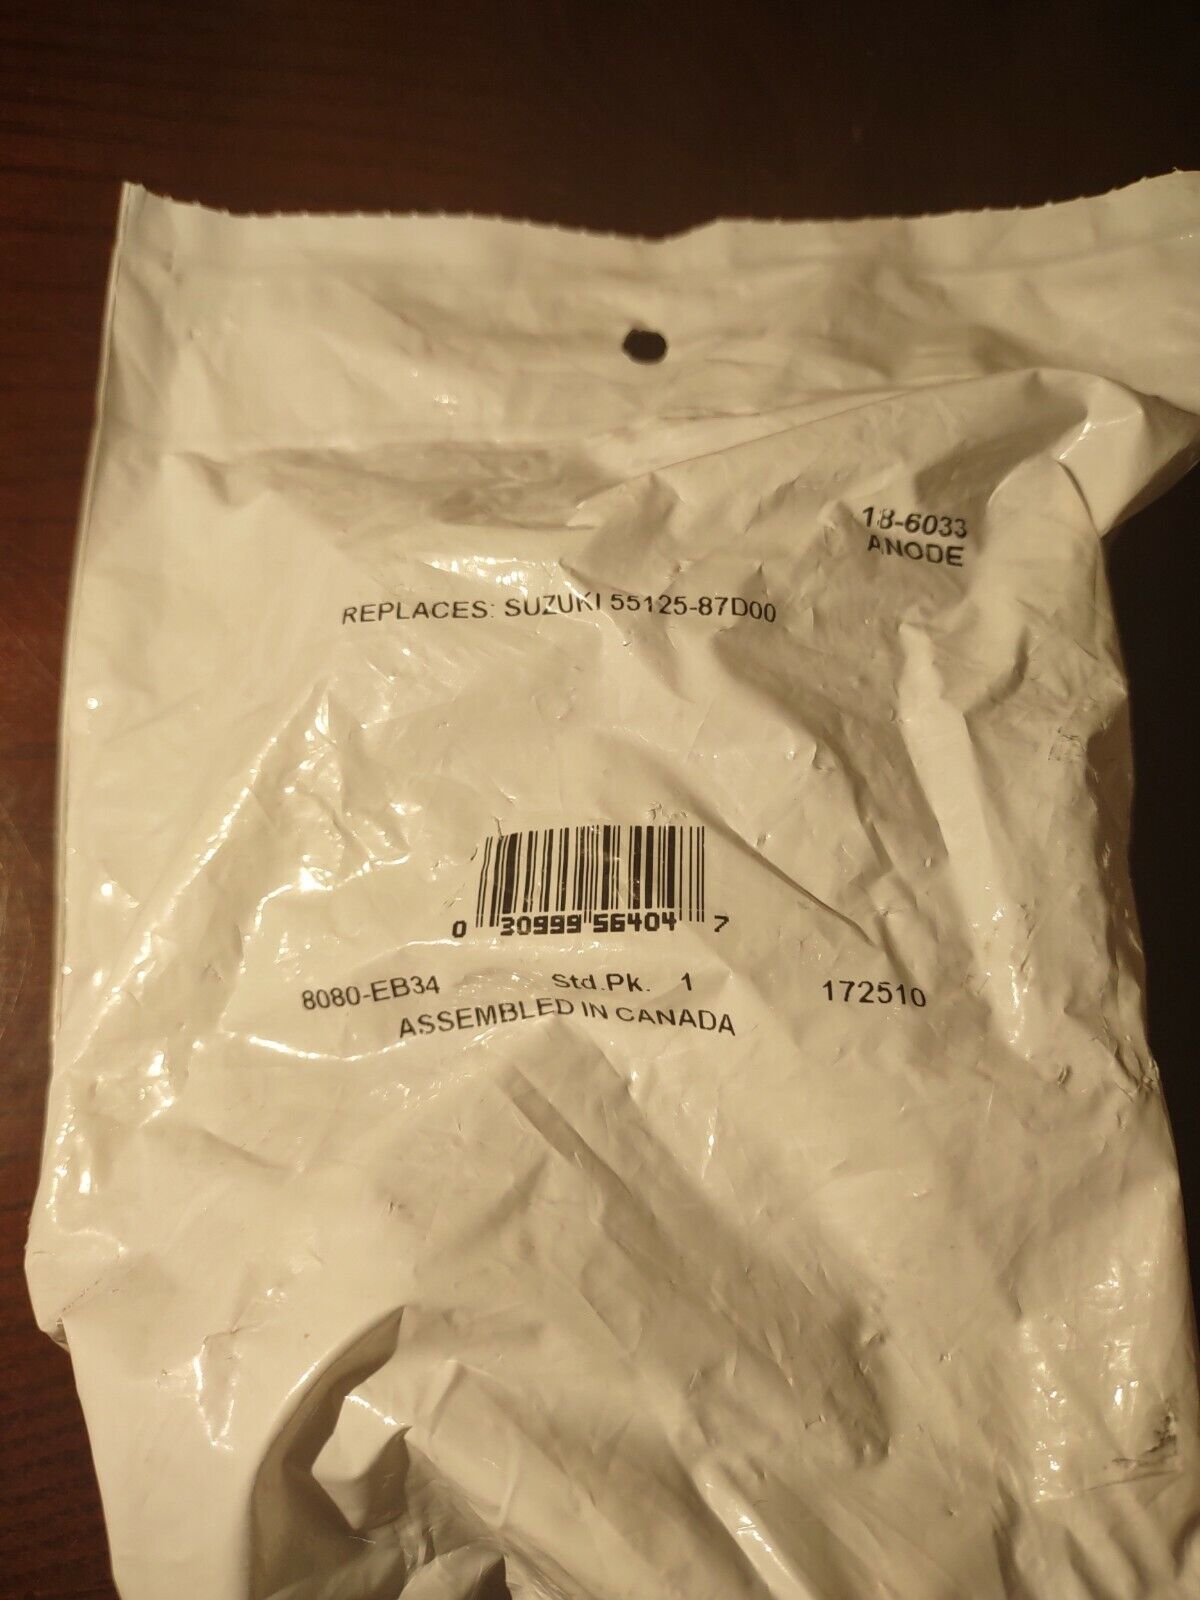 18-6033
ANODE
REPLACES: SUZUKI 55125-87D00
0 30999 56404 7
8080-EB34 Std.Pk. 1 172510
ASSEMBLED IN CANADA